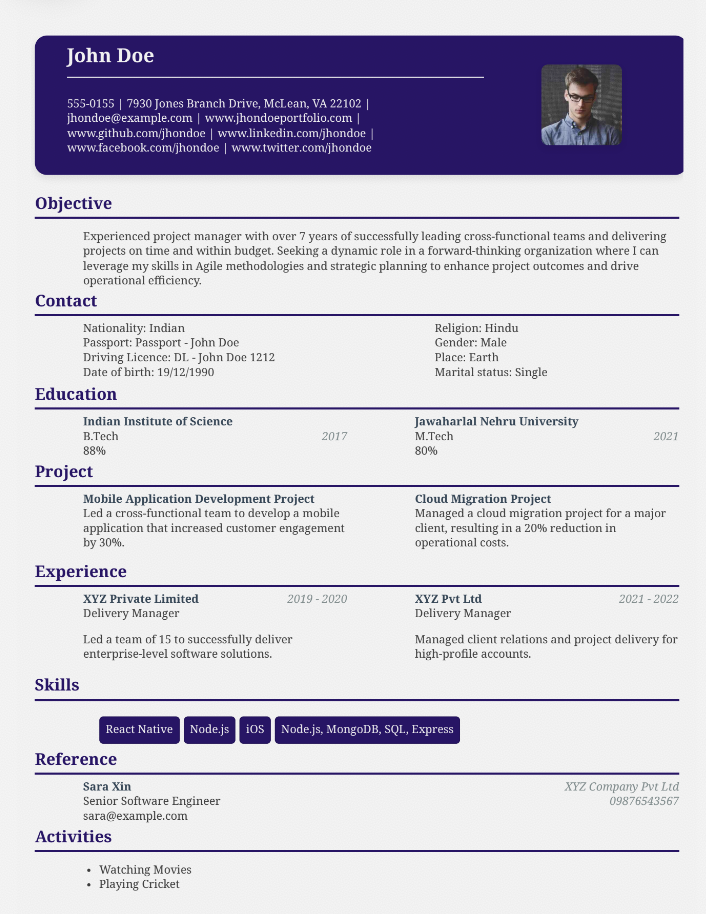 John Doe
555-0155 | 7930 Jones Branch Drive, McLean, VA 22102 |
jhondoe@example.com | www.jhondoeportfolio.com |
www.github.com/jhondoe | www.linkedin.com/jhondoe |
www.facebook.com/jhondoe | www.twitter.com/jhondoe
Objective
Experienced project manager with over 7 years of successfully leading cross-functional teams and delivering
projects on time and within budget. Seeking a dynamic role in a forward-thinking organization where I can
leverage my skills in Agile methodologies and strategic planning to enhance project outcomes and drive
operational efficiency.
Contact
Nationality: Indian
Passport: Passport - John Doe
Driving Licence: DL - John Doe 1212
Date of birth: 19/12/1990
Religion: Hindu
Gender: Male
Place: Earth
Marital status: Single
Education
Indian Institute of Science
B.Tech 2017
88%
Jawaharlal Nehru University
M.Tech 2021
80%
Project
Mobile Application Development Project
Led a cross-functional team to develop a mobile
application that increased customer engagement
by 30%.
Cloud Migration Project
Managed a cloud migration project for a major
client, resulting in a 20% reduction in
operational costs.
Experience
XYZ Private Limited 2019 - 2020
Delivery Manager
Led a team of 15 to successfully deliver
enterprise-level software solutions.
XYZ Pvt Ltd 2021 - 2022
Delivery Manager
Managed client relations and project delivery for
high-profile accounts.
Skills
React Native Node.js iOS Node.js, MongoDB, SQL, Express
Reference
Sara Xin
Senior Software Engineer
sara@example.com
XYZ Company Pvt Ltd
09876543567
Activities
• Watching Movies
• Playing Cricket